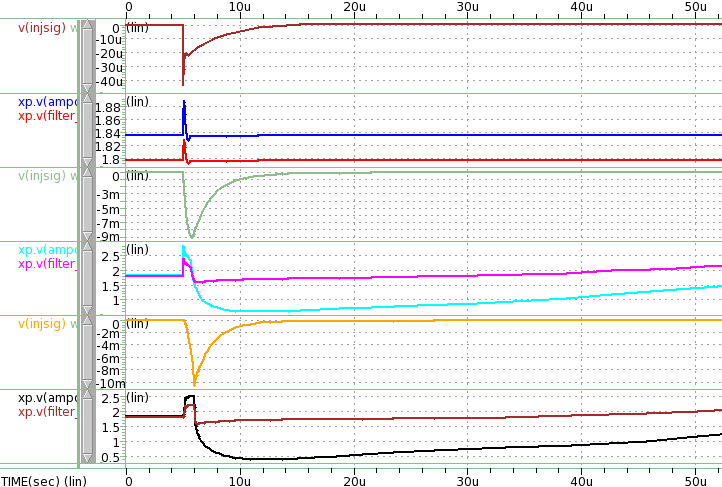 0 10u 20u 30u 40u 50u
v(injsig) w
0 (lin)
-10u
-20u
-30u
-40u
xp.v(ampo
xp.v(filter_
(lin)
1.88
1.86
1.84
1.82
1.8
v(injsig) w
0 (lin)
-3m
-5m
-7m
-9m
xp.v(ampo
xp.v(filter_
(lin)
2.5
2
1.5
1
v(injsig) w
0 (lin)
-2m
-4m
-6m
-8m
-10m
xp.v(ampo
xp.v(filter_
2.5 (lin)
2
1.5
1
0.5
TIME(sec) (lin) 0 10u 20u 30u 40u 50u